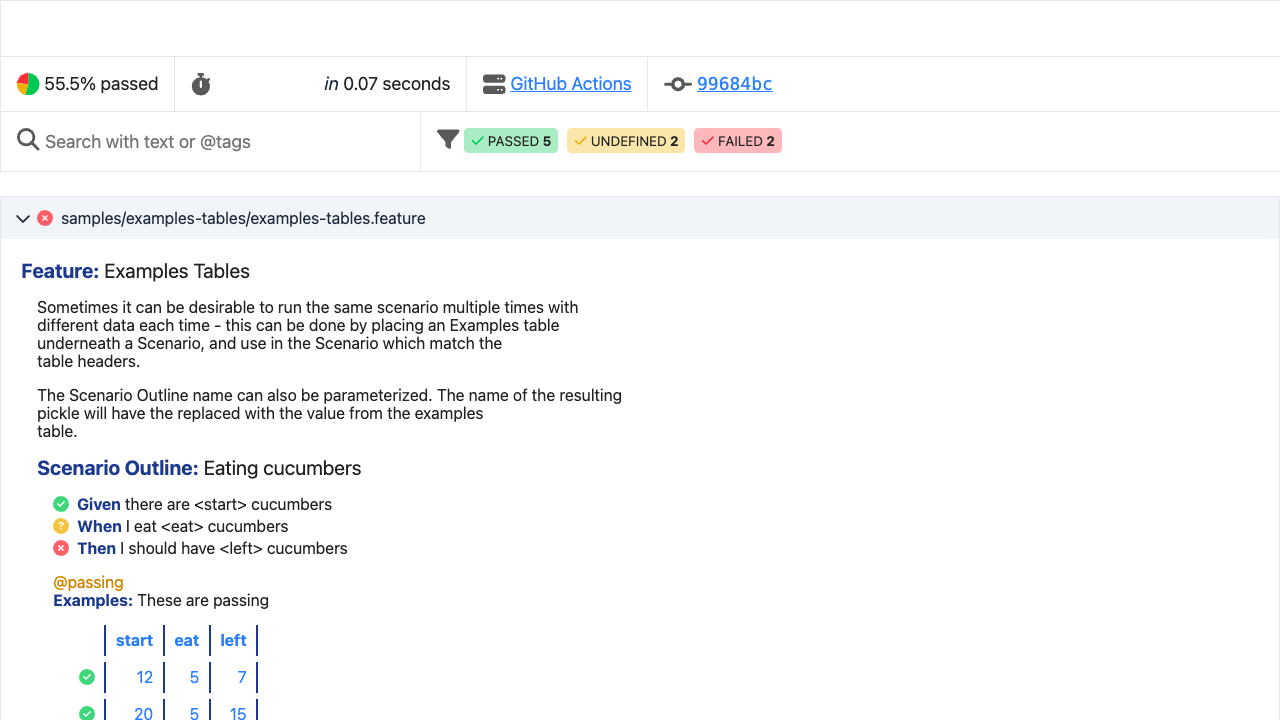 55.5% passed
in 0.07 seconds
GitHub Actions
99684bc
Search with text or @tags
PASSED 5
UNDEFINED 2
FAILED 2
samples/examples-tables/examples-tables.feature
Feature: Examples Tables
Sometimes it can be desirable to run the same scenario multiple times with
different data each time - this can be done by placing an Examples table
underneath a Scenario, and use in the Scenario which match the
table headers.
The Scenario Outline name can also be parameterized. The name of the resulting
pickle will have the replaced with the value from the examples
table.
Scenario Outline: Eating cucumbers
Given there are <start> cucumbers
When I eat <eat> cucumbers
Then I should have <left> cucumbers
@passing
Examples: These are passing
start eat left
12 5 7
20 5 15